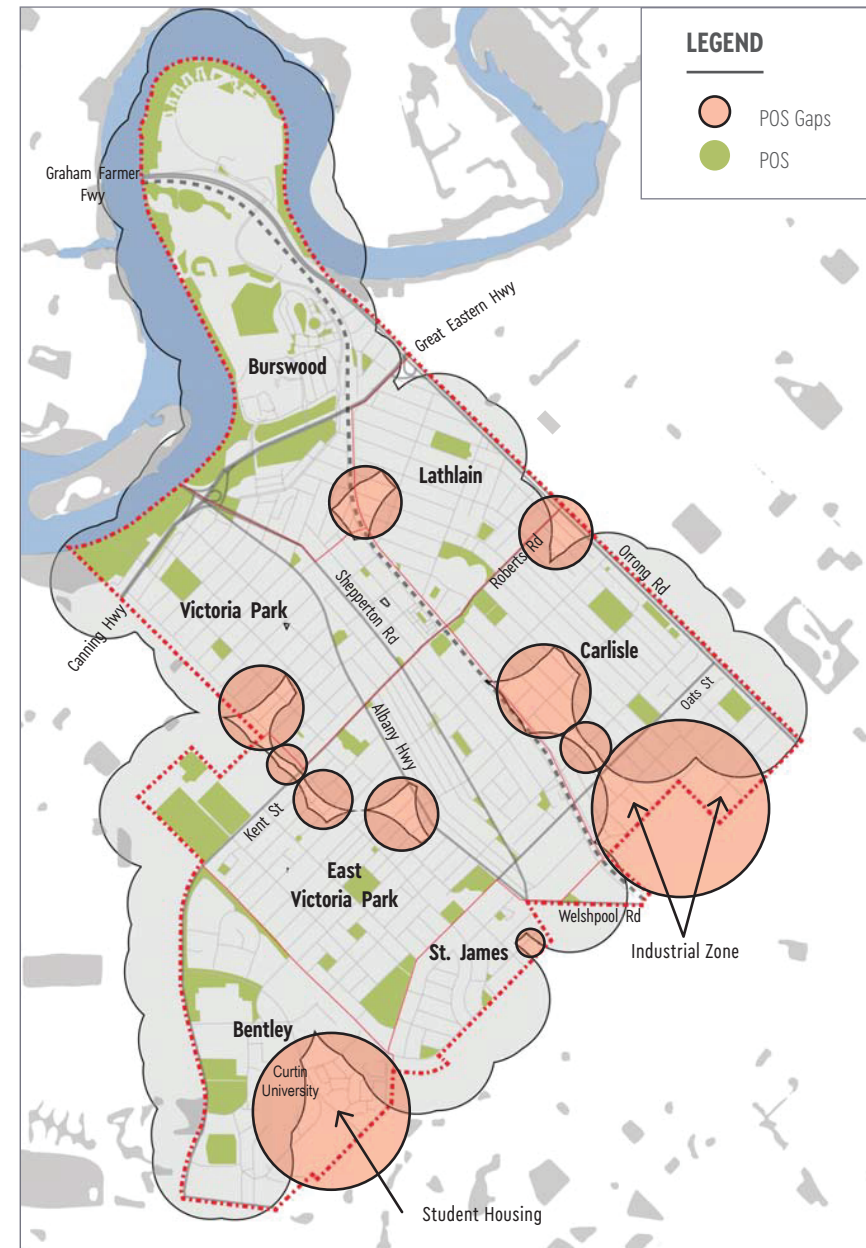 LEGEND
POS Gaps
POS
Graham Farmer
Fwy
Great Eastern Hwy
Burswood
Lathlain
Roberts Rd
Orrong Rd
Shepperton Rd
Victoria Park
Canning Hwy
Carlisle
Oats St
Albany Hwy
Kent St
East
Victoria Park
Welshpool Rd
St. James
Industrial Zone
Bentley
Curtin
University
Student Housing